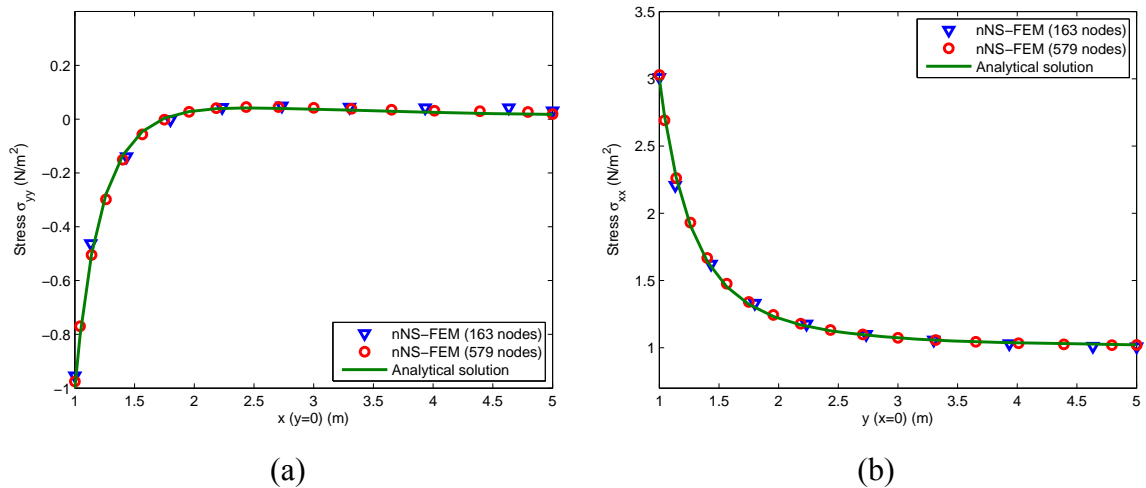 0.2
0
−0.2
−0.4
−0.6
−0.8
−1
Stress σyy (N/m2)
nNS−FEM (163 nodes)
nNS−FEM (579 nodes)
Analytical solution
1 1.5 2 2.5 3 3.5 4 4.5 5
x (y=0) (m)
(a)
3.5
3
2.5
2
1.5
1
Stress σxx (N/m2)
nNS−FEM (163 nodes)
nNS−FEM (579 nodes)
Analytical solution
1 1.5 2 2.5 3 3.5 4 4.5 5
y (x=0) (m)
(b)